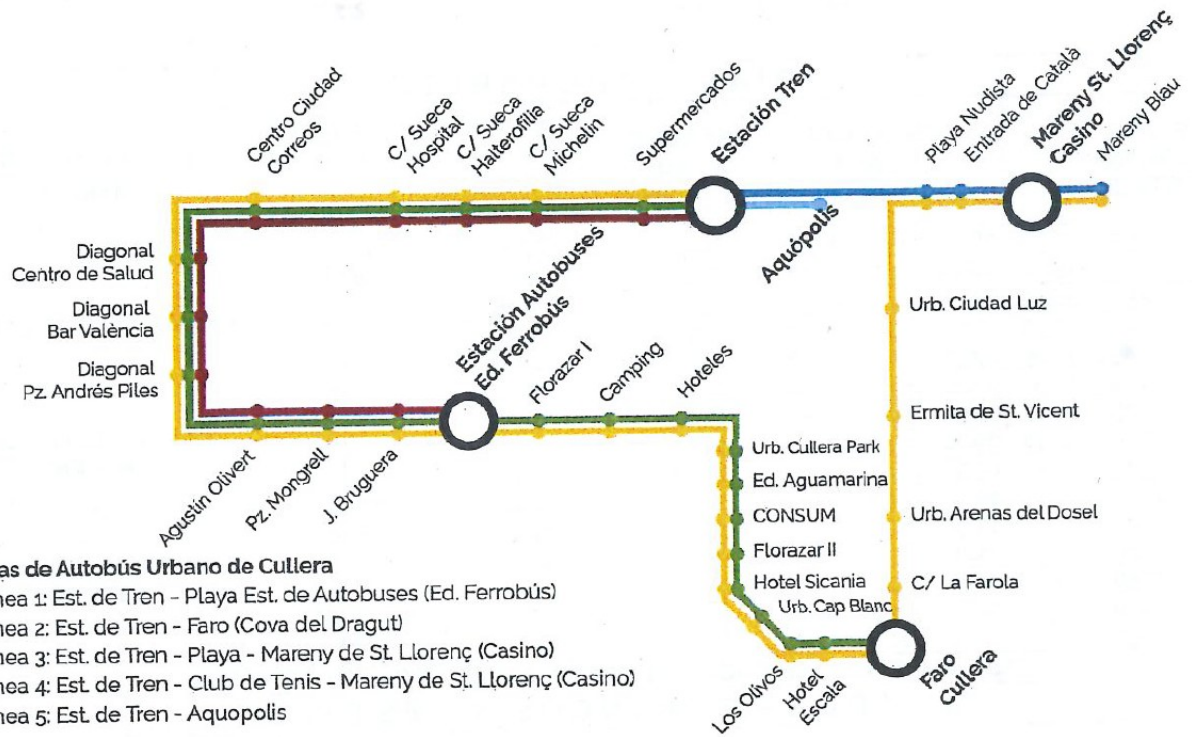 Centro Ciudad
Correos
C/ Sueca
Hospital
C/ Sueca
Halterofilia
C/ Sueca
Michelin
Supermercados
Estación Tren
Playa Nudista
Entrada de Català
Mareny St. Llorenç
Casino
Mareny Blau
Aquópolis
Diagonal
Centro de Salud
Diagonal
Bar València
Diagonal
Pz. Andrés Piles
Agustín Olivert
Pz. Mongrell
J. Bruguera
Estación Autobuses
Ed. Ferrobús
Florazar I
Camping
Hoteles
Urb. Cullera Park
Ed. Aguamarina
CONSUM
Florazar II
Hotel Sicania
Urb. Cap Blanc
Los Olivos
Hotel
Escala
Faro
Cullera
Urb. Ciudad Luz
Ermita de St. Vicent
Urb. Arenas del Dosel
C/ La Farola
as de Autobús Urbano de Cullera
nea 1: Est. de Tren - Playa Est. de Autobuses (Ed. Ferrobús)
nea 2: Est. de Tren - Faro (Cova del Dragut)
nea 3: Est. de Tren - Playa - Mareny de St. Llorenç (Casino)
nea 4: Est. de Tren - Club de Tenis - Mareny de St. Llorenç (Casino)
nea 5: Est. de Tren - Aquopolis